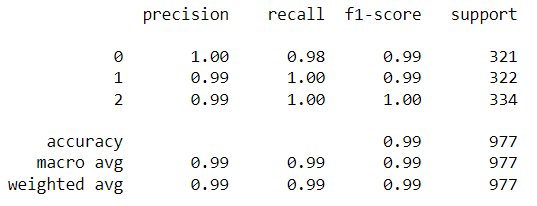 precision recall f1-score support
0 1.00 0.98 0.99 321
1 0.99 1.00 0.99 322
2 0.99 1.00 1.00 334
accuracy 0.99 977
macro avg 0.99 0.99 0.99 977
weighted avg 0.99 0.99 0.99 977